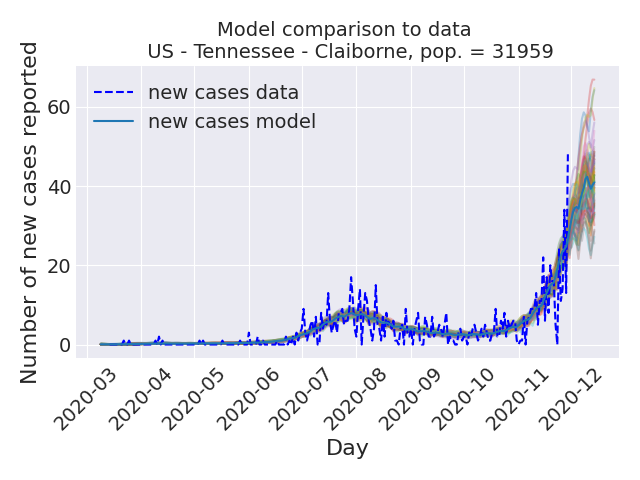 Model comparison to data
US - Tennessee - Claiborne, pop. = 31959
Number of new cases reported
60
40
20
0
new cases data
new cases model
2020-03
2020-04
2020-05
2020-06
2020-07
2020-08
2020-09
2020-10
2020-11
2020-12
Day